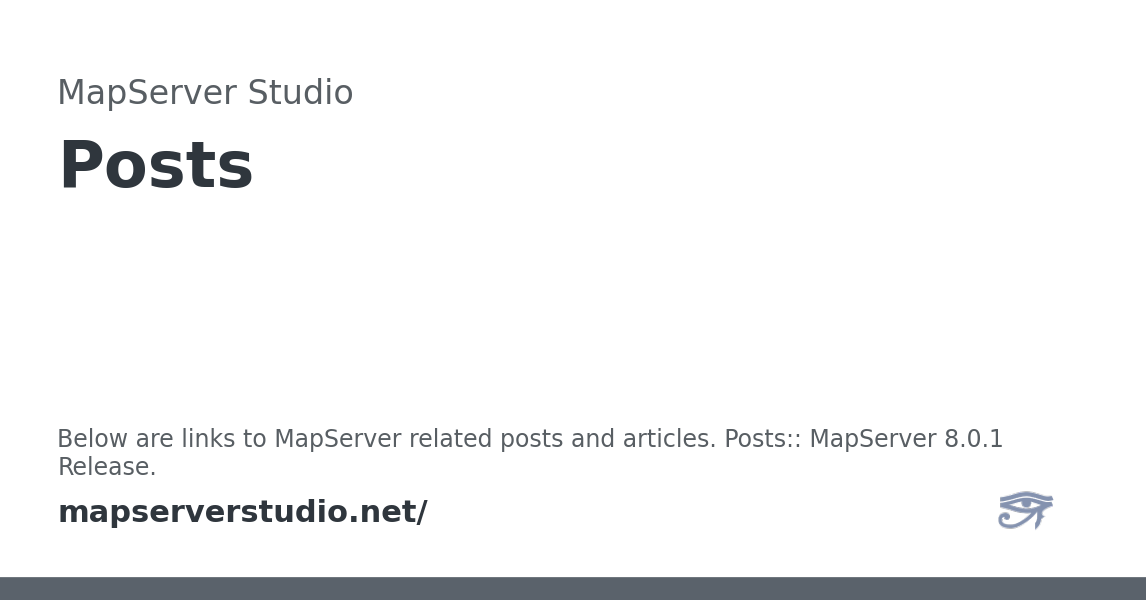 MapServer Studio
Posts
Below are links to MapServer related posts and articles. Posts:: MapServer 8.0.1
Release.
mapserverstudio.net/